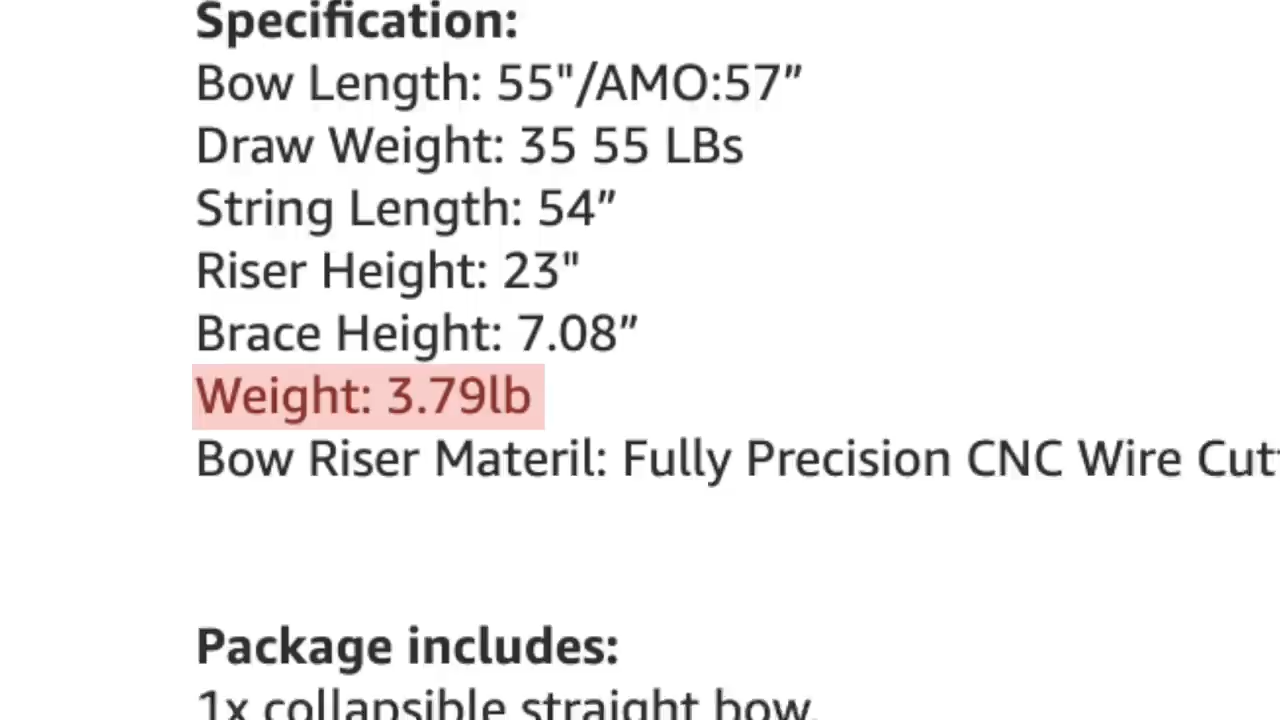 Specification:
Bow Length: 55"/AMO:57”
Draw Weight: 35 55 LBs
String Length: 54”
Riser Height: 23"
Brace Height: 7.08”
Weight: 3.79lb
Bow Riser Materil: Fully Precision CNC Wire Cut
Package includes:
1x collapsible straight bow.